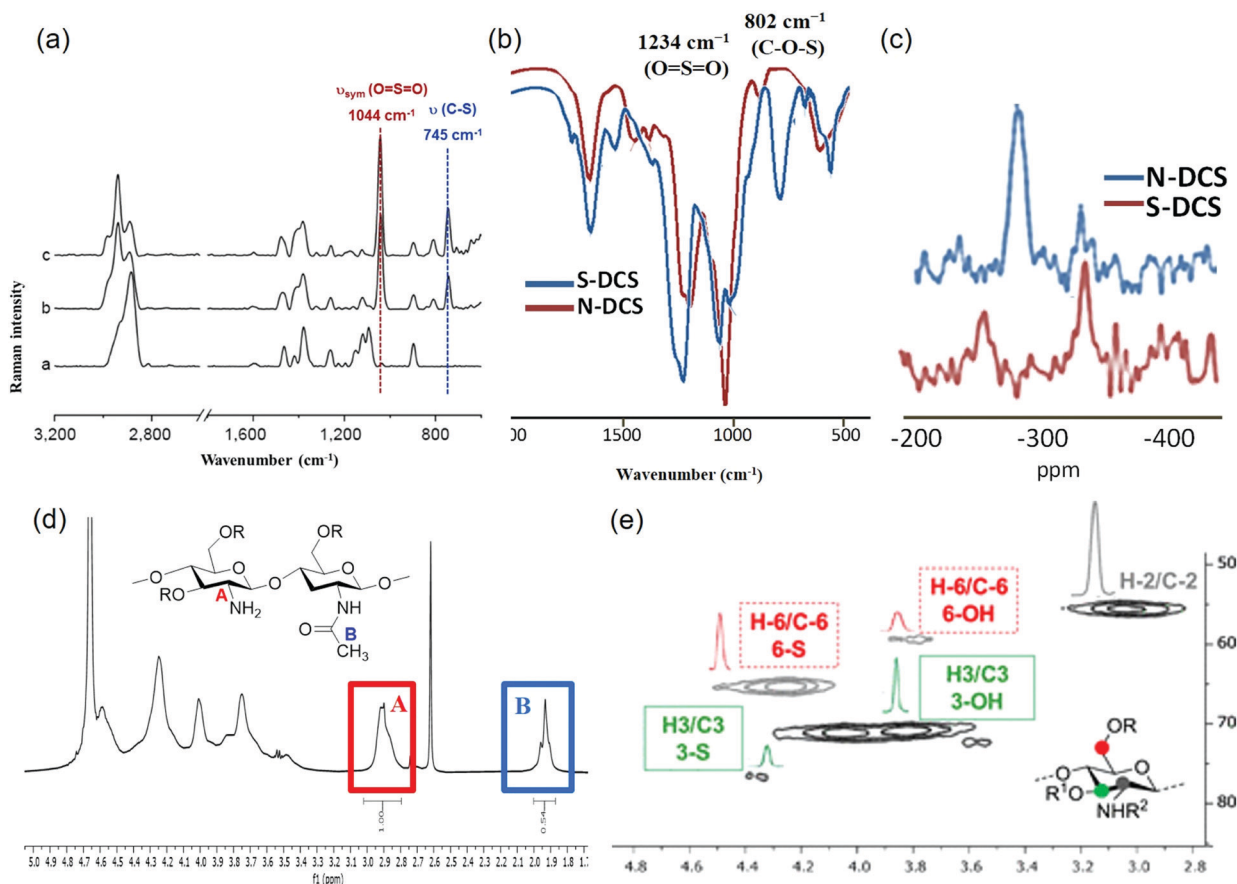 (a)
υsym (O=S=O)
1044 cm-1
υ (C-S)
745 cm-1
c
b
a
Raman intensity
3,200
2,800
1,600
1,200
800
Wavenumber (cm-1)
(b)
1234 cm−1
(O=S=O)
802 cm−1
(C-O-S)
S-DCS
N-DCS
00
1500
1000
500
Wavenumber (cm-1)
(c)
N-DCS
S-DCS
-200
-300
-400
ppm
(d)
OR
OR
O
O
O
O
O
RO
A
NH2
NH
O
B
CH3
A
B
1.00
0.54
5.0 4.9 4.8 4.7 4.6 4.5 4.4 4.3 4.2 4.1 4.0 3.9 3.8 3.7 3.6 3.5 3.4 3.3 3.2 3.1 3.0 2.9 2.8 2.7 2.6 2.5 2.4 2.3 2.2 2.1 2.0 1.9 1.8 1.7
f1 (ppm)
(e)
H-2/C-2
H-6/C-6
6-OH
H-6/C-6
6-S
H3/C3
3-OH
H3/C3
3-S
OR
O
O
R1O
NHR2
50
60
70
80
4.8 4.6 4.4 4.2 4.0 3.8 3.6 3.4 3.2 3.0 2.8